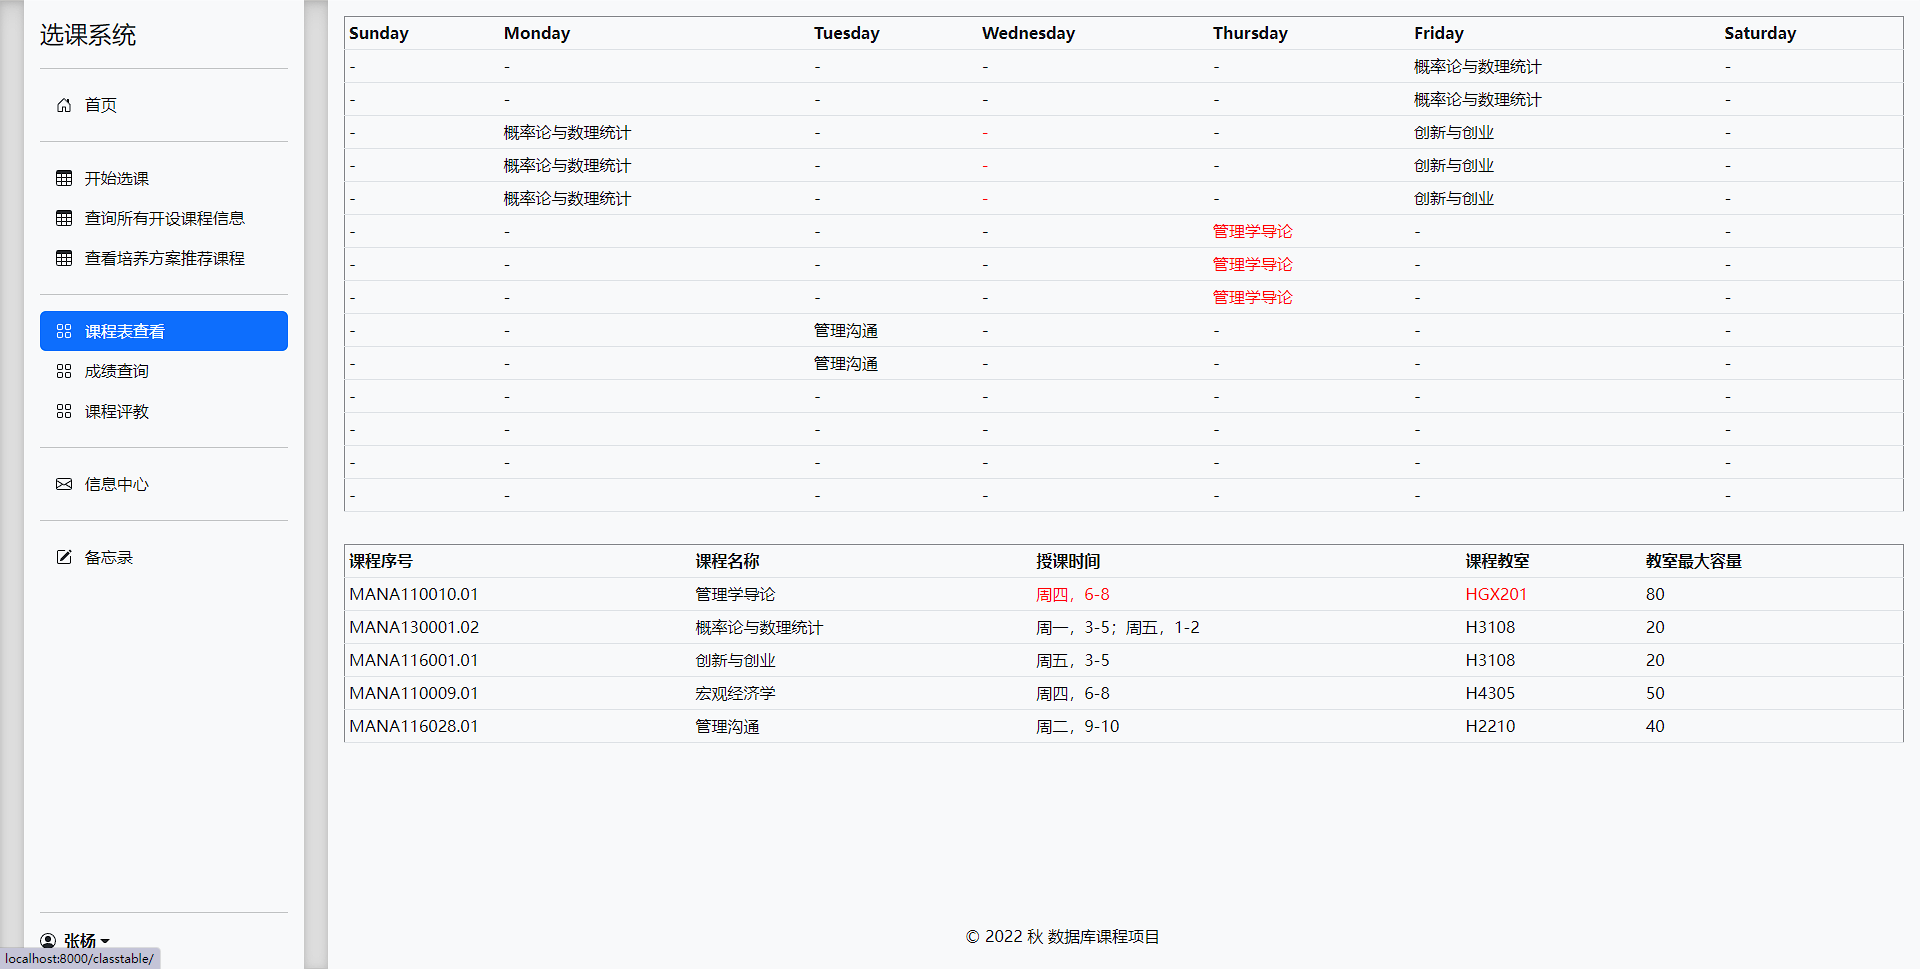 选课系统
首页
开始选课
查询所有开设课程信息
查看培养方案推荐课程
课程表查看
成绩查询
课程评教
信息中心
备忘录
张杨
localhost:8000/classtable/
Sunday Monday Tuesday Wednesday Thursday Friday Saturday
- - - - - 概率论与数理统计 -
- - - - - 概率论与数理统计 -
- 概率论与数理统计 - - - 创新与创业 -
- 概率论与数理统计 - - - 创新与创业 -
- 概率论与数理统计 - - - 创新与创业 -
- - - - 管理学导论 - -
- - - - 管理学导论 - -
- - - - 管理学导论 - -
- - 管理沟通 - - - -
- - 管理沟通 - - - -
- - - - - - -
- - - - - - -
- - - - - - -
- - - - - - -
课程序号 课程名称 授课时间 课程教室 教室最大容量
MANA110010.01 管理学导论 周四，6-8 HGX201 80
MANA130001.02 概率论与数理统计 周一，3-5；周五，1-2 H3108 20
MANA116001.01 创新与创业 周五，3-5 H3108 20
MANA110009.01 宏观经济学 周四，6-8 H4305 50
MANA116028.01 管理沟通 周二，9-10 H2210 40
© 2022 秋 数据库课程项目